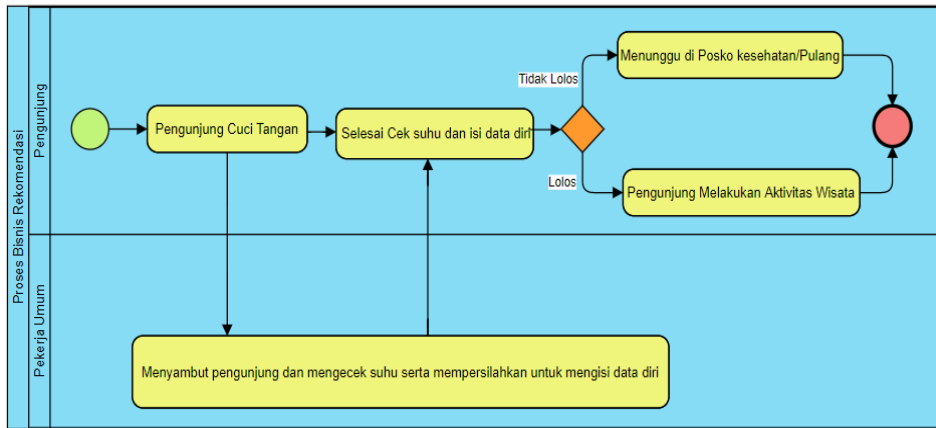 Proses Bisnis Rekomendasi
Pengunjung
Pengunjung Cuci Tangan
Selesai Cek suhu dan isi data diri
Tidak Lolos
Menunggu di Posko kesehatan/Pulang
Lolos
Pengunjung Melakukan Aktivitas Wisata
Pekerja Umum
Menyambut pengunjung dan mengecek suhu serta mempersilahkan untuk mengisi data diri